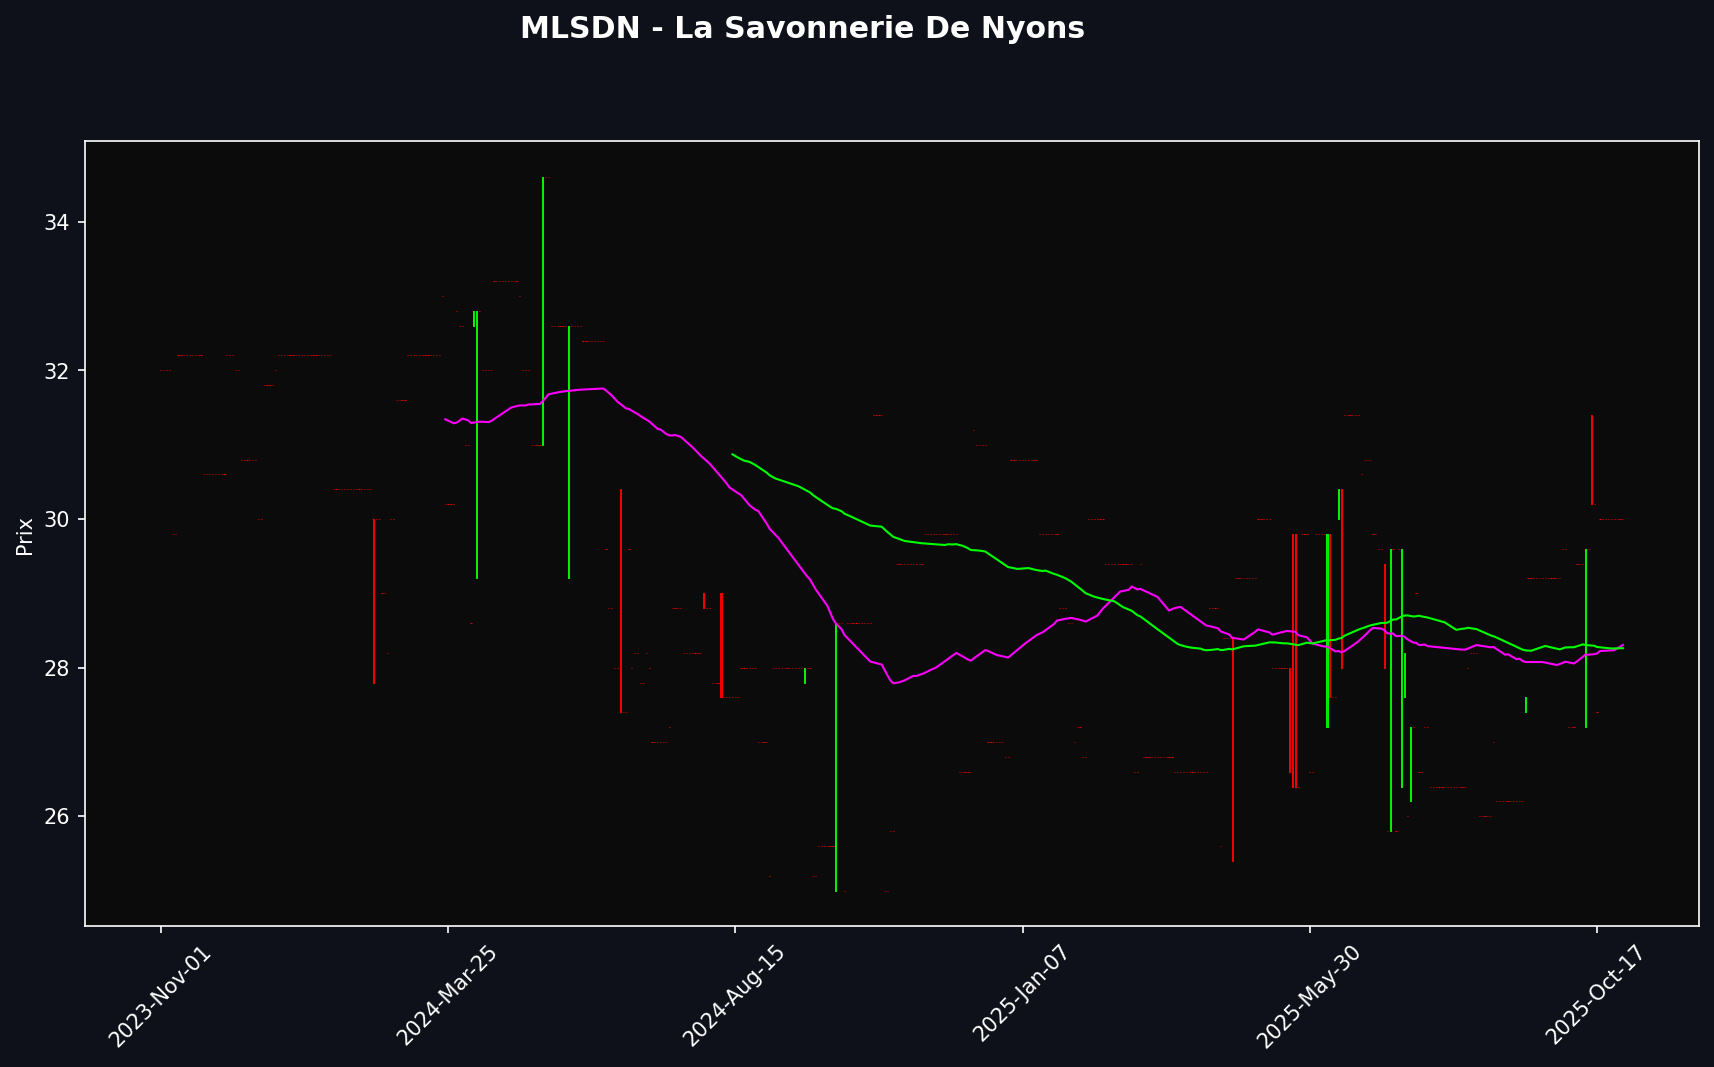 MLSDN - La Savonnerie De Nyons
Prix
34
32
30
28
26
2023-Nov-01
2024-Mar-25
2024-Aug-15
2025-Jan-07
2025-May-30
2025-Oct-17